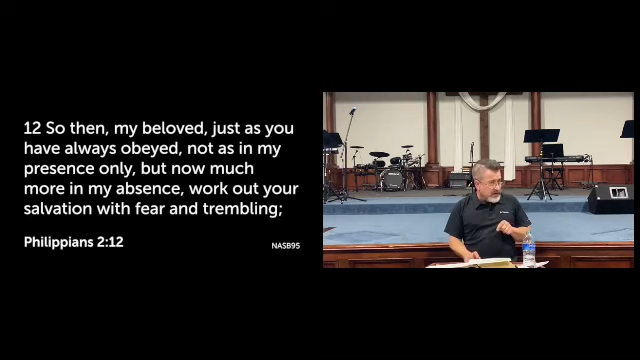 12 So then, my beloved, just as you
have always obeyed, not as in my
presence only, but now much
more in my absence, work out your
salvation with fear and trembling;
Philippians 2:12
NASB95